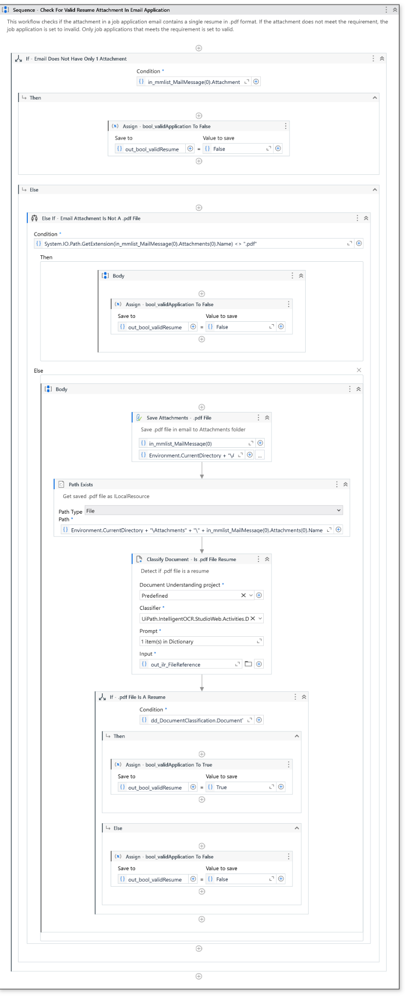 Sequence - Check For Valid Resume Attachment In Email Application
This workflow checks if the attachment in a job application email contains a single resume in .pdf format. If the attachment does not meet the requirement, the
job application is set to invalid. Only job applications that meets the requirement is set to valid.
If - Email Does Not Have Only 1 Attachment
Condition *
{} in_mmlist_MailMessage(0).Attachment
Then
(x) Assign - bool_validApplication To False
Save to Value to save
{} out_bool_validResume = {} False
Else
Else If - Email Attachment Is Not A .pdf File
Condition *
{} System.IO.Path.GetExtension(in_mmlist_MailMessage(0).Attachments(0).Name) <> ".pdf"
Then
Body
(x) Assign - bool_validApplication To False
Save to Value to save
{} out_bool_validResume = {} False
Else
Body
Save Attachments - .pdf File
Save .pdf file in email to Attachments folder
{} in_mmlist_MailMessage(0)
{} Environment.CurrentDirectory + "\A ...
Path Exists
Get saved .pdf file as ILocalResource
Path Type File
Path *
{} Environment.CurrentDirectory + "\Attachments" + "\" + in_mmlist_MailMessage(0).Attachments(0).Name
Classify Document - Is .pdf File Resume
Detect if .pdf file is a resume
Document Understanding project *
Predefined
Classifier *
UiPath.IntelligentOCR.StudioWeb.Activities.D
Prompt *
1 item(s) in Dictionary
Input *
{} out_ilr_FileReference
If - .pdf File Is A Resume
Condition *
{} dd_DocumentClassification.Document
Then
(x) Assign - bool_validApplication To True
Save to Value to save
{} out_bool_validResume = {} True
Else
(x) Assign - bool_validApplication To False
Save to Value to save
{} out_bool_validResume = {} False